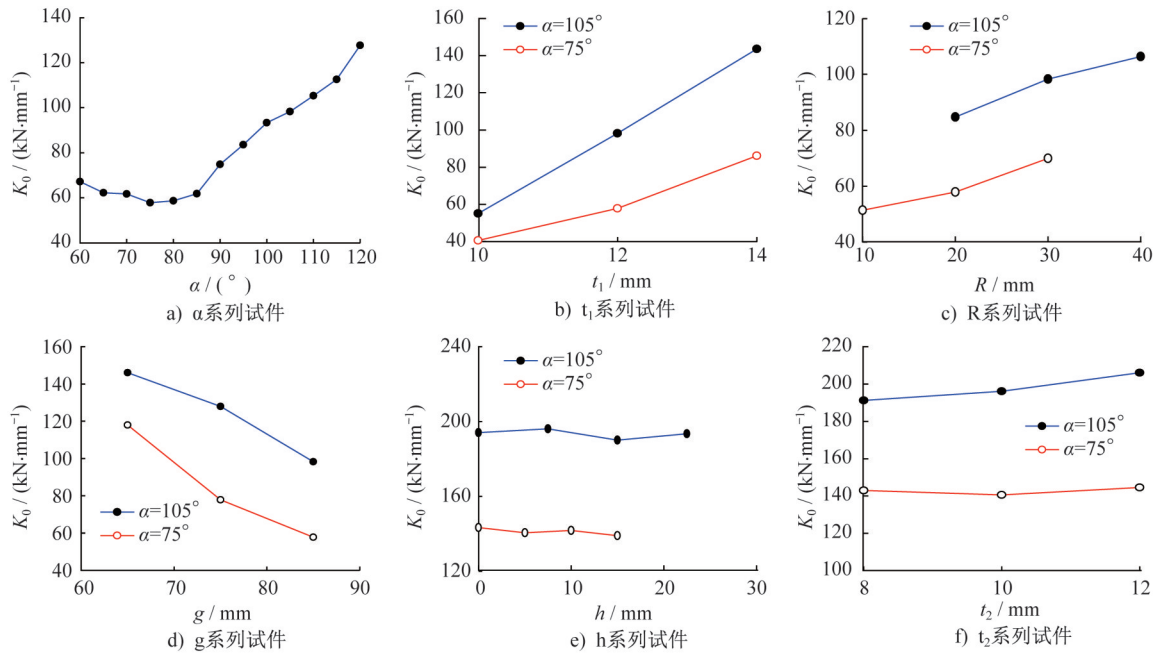 140
120
100
80
60
40
K₀ / (kN·mm⁻¹)
60 70 80 90 100 110 120
α / (°)
a) α系列试件
160
140
120
100
80
60
40
K₀ / (kN·mm⁻¹)
α=105°
α=75°
10 12 14
t₁ / mm
b) t₁系列试件
120
100
80
60
40
K₀ / (kN·mm⁻¹)
α=105°
α=75°
10 20 30 40
R / mm
c) R系列试件
160
140
120
100
80
60
40
K₀ / (kN·mm⁻¹)
α=105°
α=75°
60 70 80 90
g / mm
d) g系列试件
240
200
160
120
K₀ / (kN·mm⁻¹)
α=105°
α=75°
0 10 20 30
h / mm
e) h系列试件
220
200
180
160
140
120
100
K₀ / (kN·mm⁻¹)
α=105°
α=75°
8 10 12
t₂ / mm
f) t₂系列试件